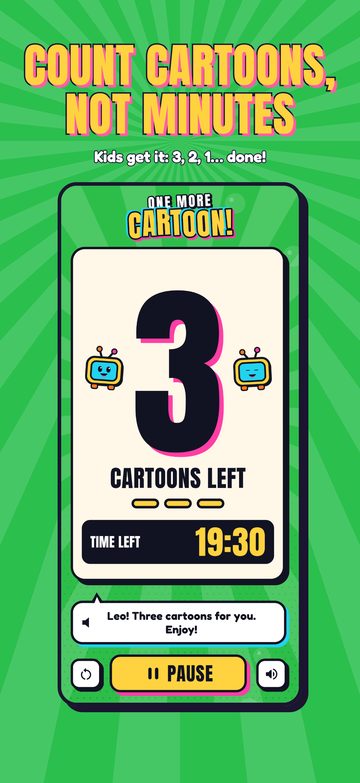 COUNT CARTOONS,
NOT MINUTES
Kids get it: 3, 2, 1... done!
ONE MORE
CARTOON!
3
CARTOONS LEFT
TIME LEFT 19:30
Leo! Three cartoons for you.
Enjoy!
PAUSE